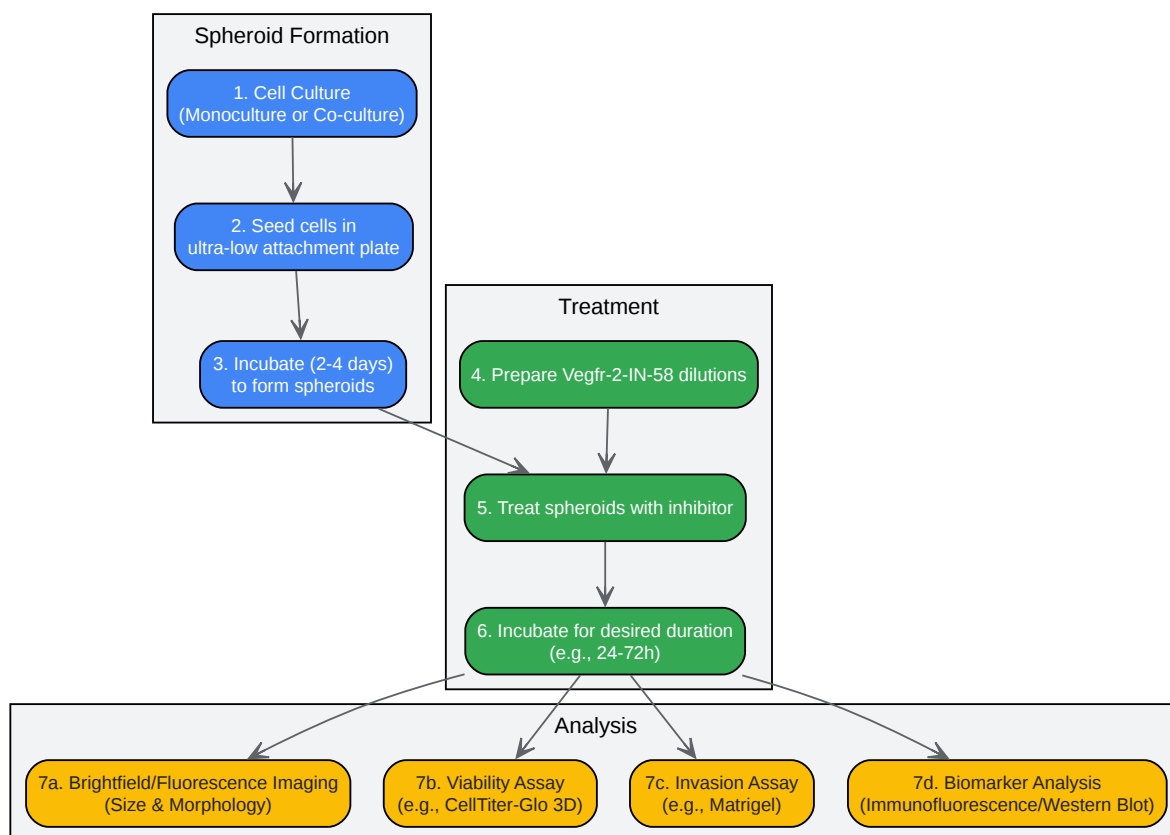 Spheroid Formation
1. Cell Culture
(Monoculture or Co-culture)
2. Seed cells in
ultra-low attachment plate
3. Incubate (2-4 days)
to form spheroids
Treatment
4. Prepare Vegfr-2-IN-58 dilutions
5. Treat spheroids with inhibitor
6. Incubate for desired duration
(e.g., 24-72h)
Analysis
7a. Brightfield/Fluorescence Imaging
(Size & Morphology)
7b. Viability Assay
(e.g., CellTiter-Glo 3D)
7c. Invasion Assay
(e.g., Matrigel)
7d. Biomarker Analysis
(Immunofluorescence/Western Blot)